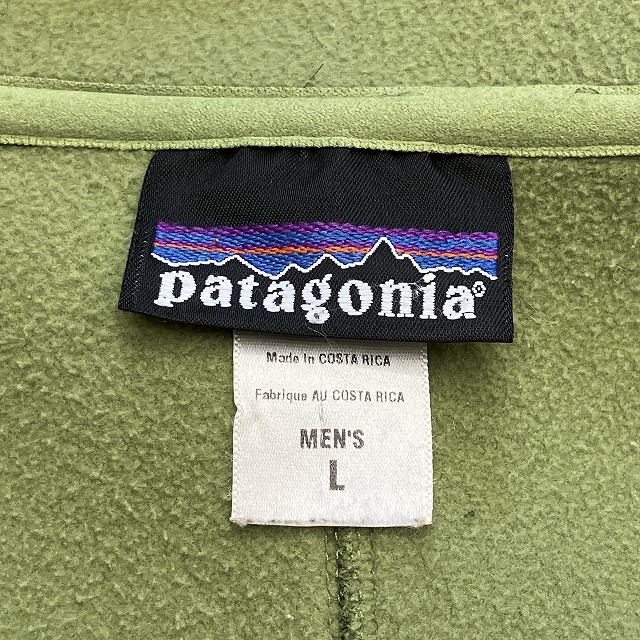 patagonia®
Made In COSTA RICA
Fabrique AU COSTA RICA
MEN'S
L